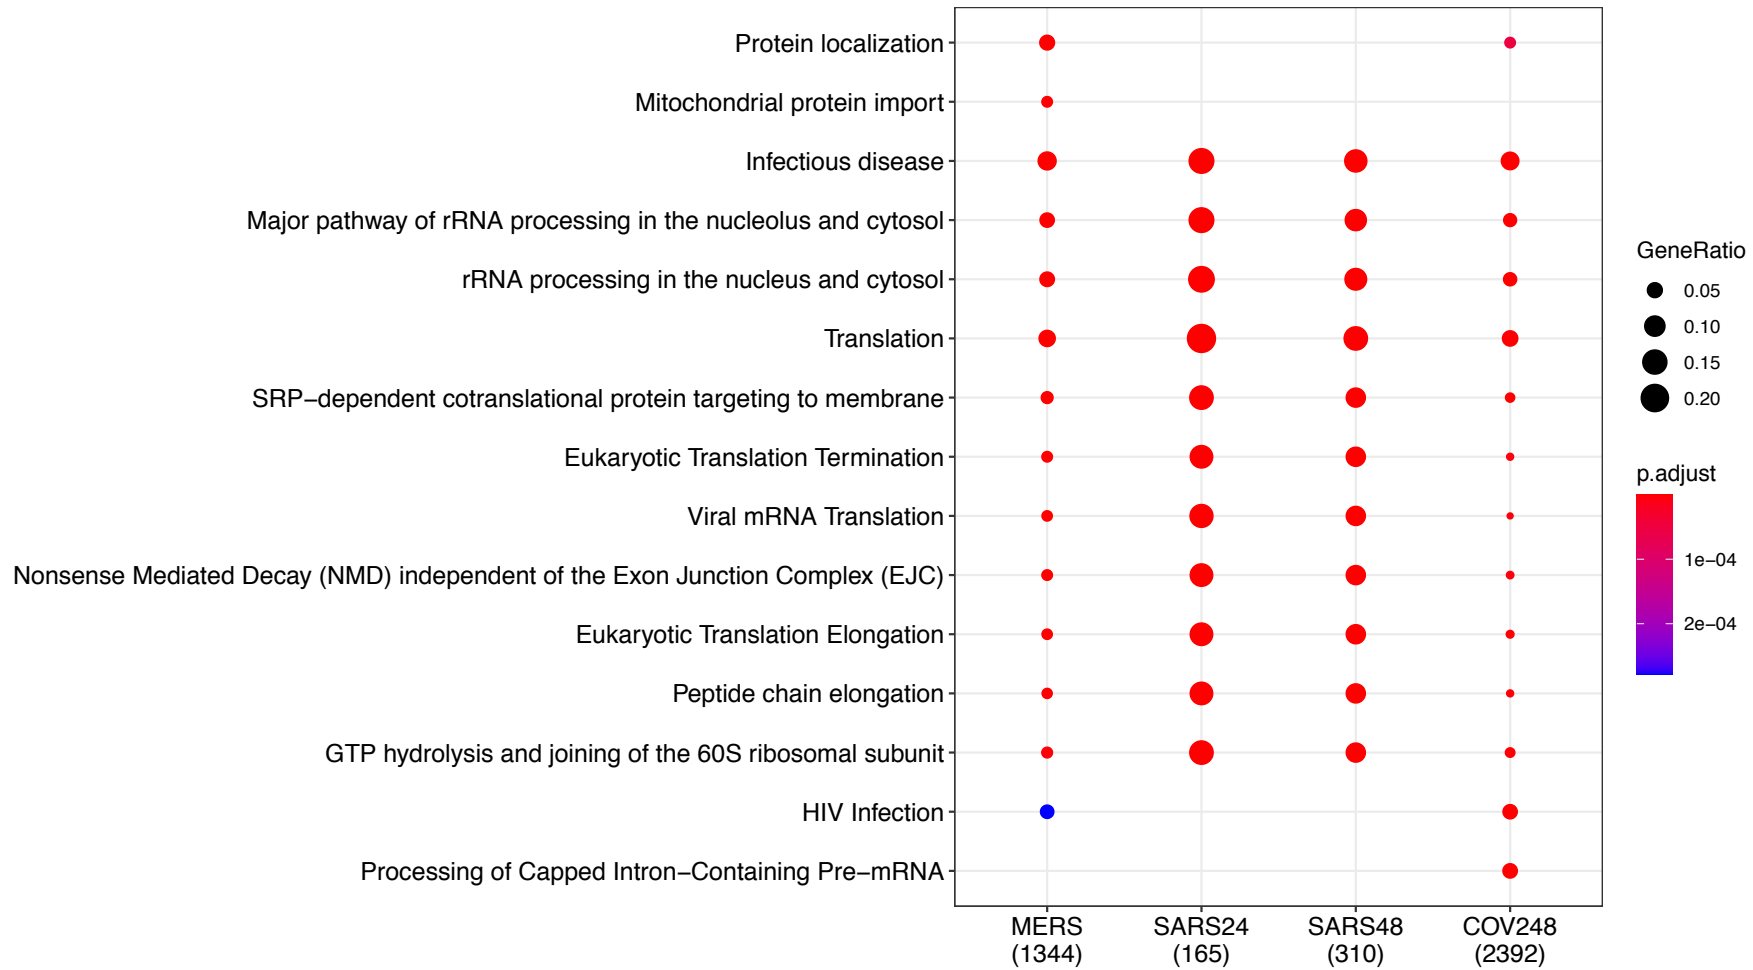 Protein localization
Mitochondrial protein import
Infectious disease
Major pathway of rRNA processing in the nucleolus and cytosol
rRNA processing in the nucleus and cytosol
Translation
SRP−dependent cotranslational protein targeting to membrane
Eukaryotic Translation Termination
Viral mRNA Translation
Nonsense Mediated Decay (NMD) independent of the Exon Junction Complex (EJC)
Eukaryotic Translation Elongation
Peptide chain elongation
GTP hydrolysis and joining of the 60S ribosomal subunit
HIV Infection
Processing of Capped Intron−Containing Pre−mRNA
MERS SARS24 SARS48 COV248
(1344) (165) (310) (2392)
GeneRatio
0.05
0.10
0.15
0.20
p.adjust
1e−04
2e−04